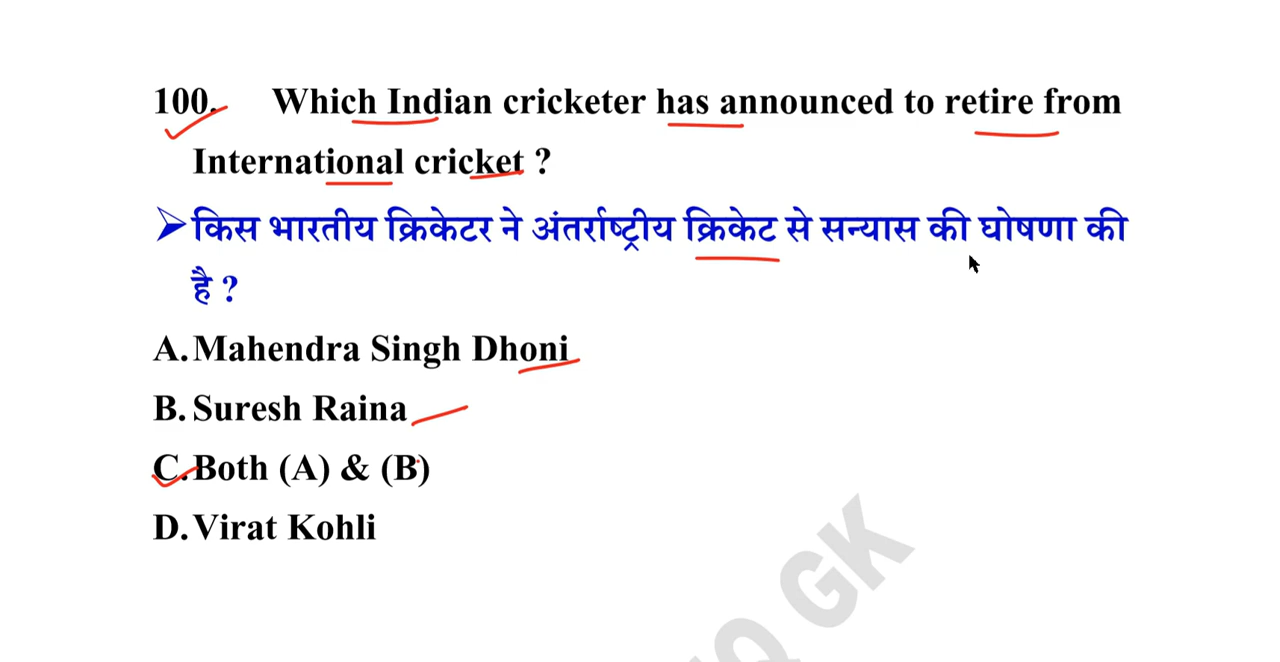 100. Which Indian cricketer has announced to retire from
International cricket ?
➢किस भारतीय क्रिकेटर ने अंतर्राष्ट्रीय क्रिकेट से सन्यास की घोषणा की
है ?
A. Mahendra Singh Dhoni
B. Suresh Raina
C. Both (A) & (B)
D. Virat Kohli
Q GK